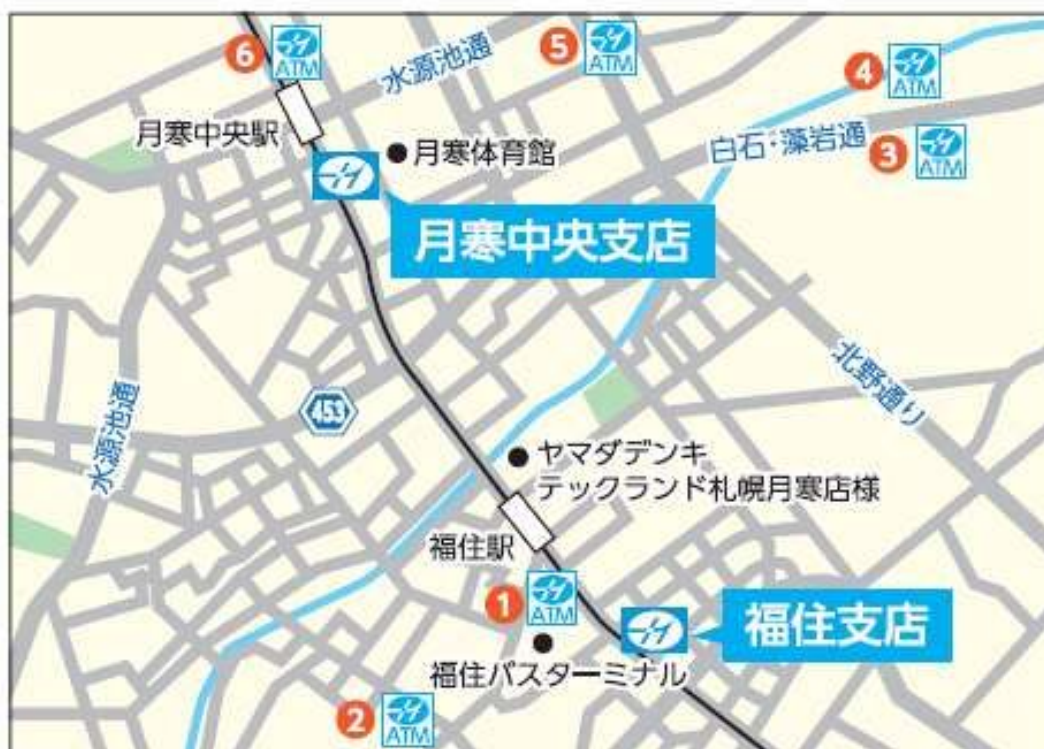 6
ATM
水源池通
5
ATM
4
ATM
月寒中央駅
月寒体育館
白石・藻岩通
3
ATM
月寒中央支店
北野通り
水源池通
453
ヤマダデンキ
テックランド札幌月寒店様
福住駅
1
ATM
福住支店
福住バスターミナル
2
ATM